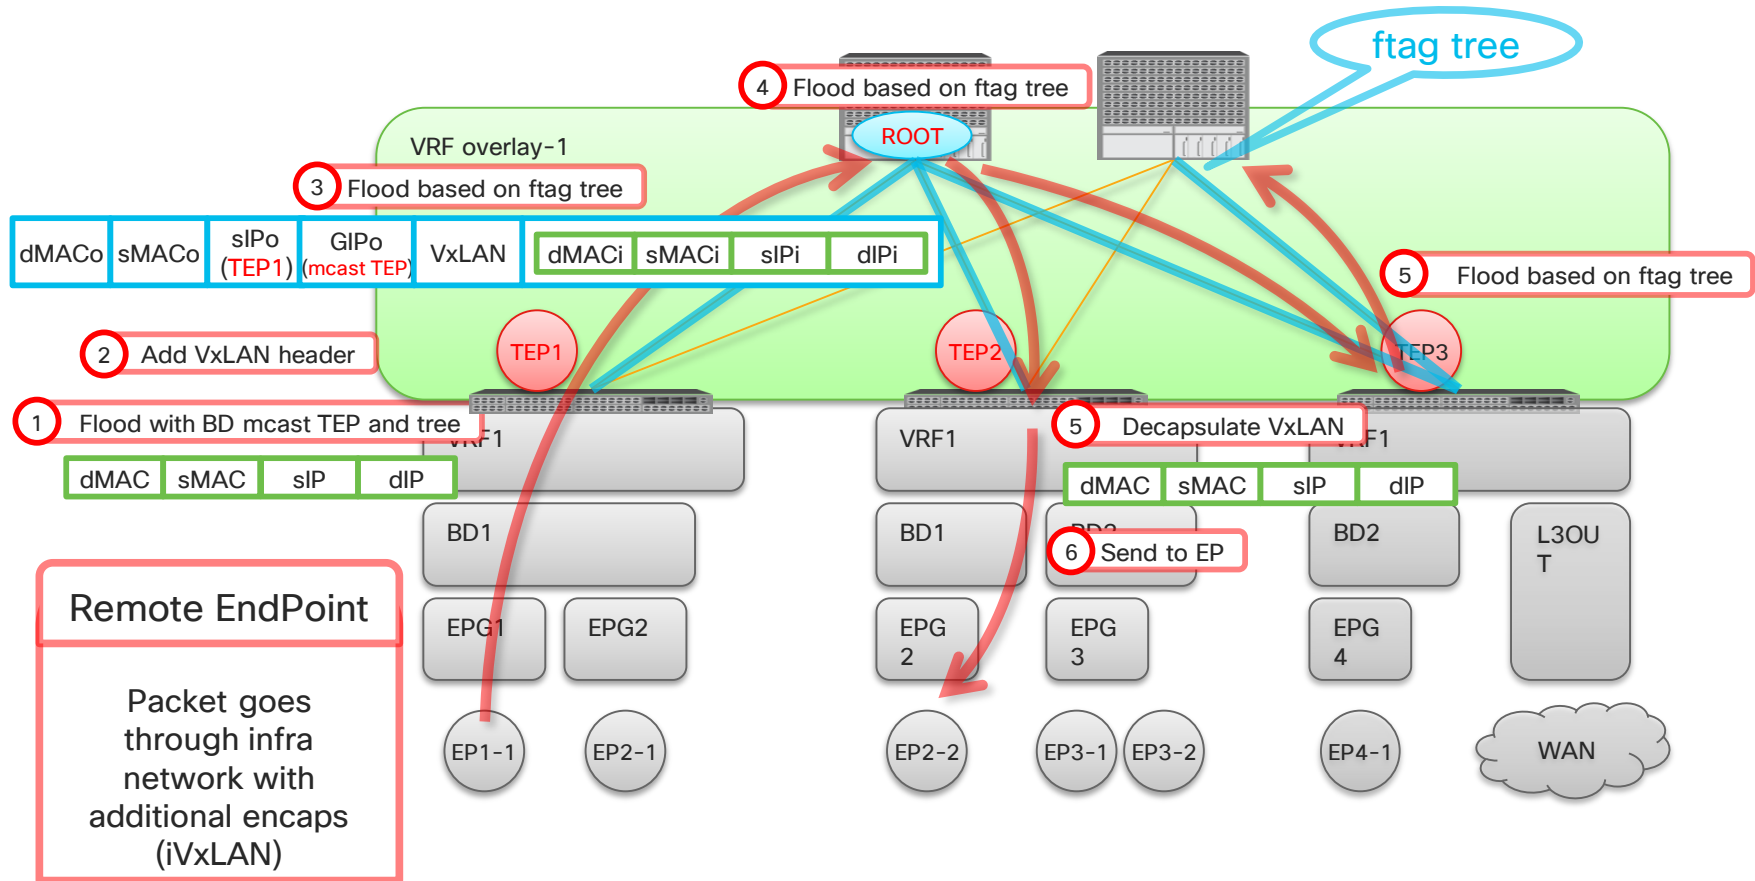 ftag tree
4 Flood based on ftag tree
ROOT
VRF overlay-1
3 Flood based on ftag tree
dMACo sMACo sIPo (TEP1) GIPo (mcast TEP) VxLAN dMACi sMACi sIPi dIPi
5 Flood based on ftag tree
2 Add VxLAN header
TEP1
TEP2
TEP3
1 Flood with BD mcast TEP and tree
VRF1
VRF1
5 Decapsulate VxLAN
VRF1
dMAC sMAC sIP dIP
dMAC sMAC sIP dIP
BD1
BD1
BD2
BD2
L3OU
T
6 Send to EP
Remote EndPoint
EPG1
EPG2
EPG
2
EPG
3
EPG
4
Packet goes
through infra
network with
additional encaps
(iVxLAN)
EP1-1
EP2-1
EP2-2
EP3-1
EP3-2
EP4-1
WAN